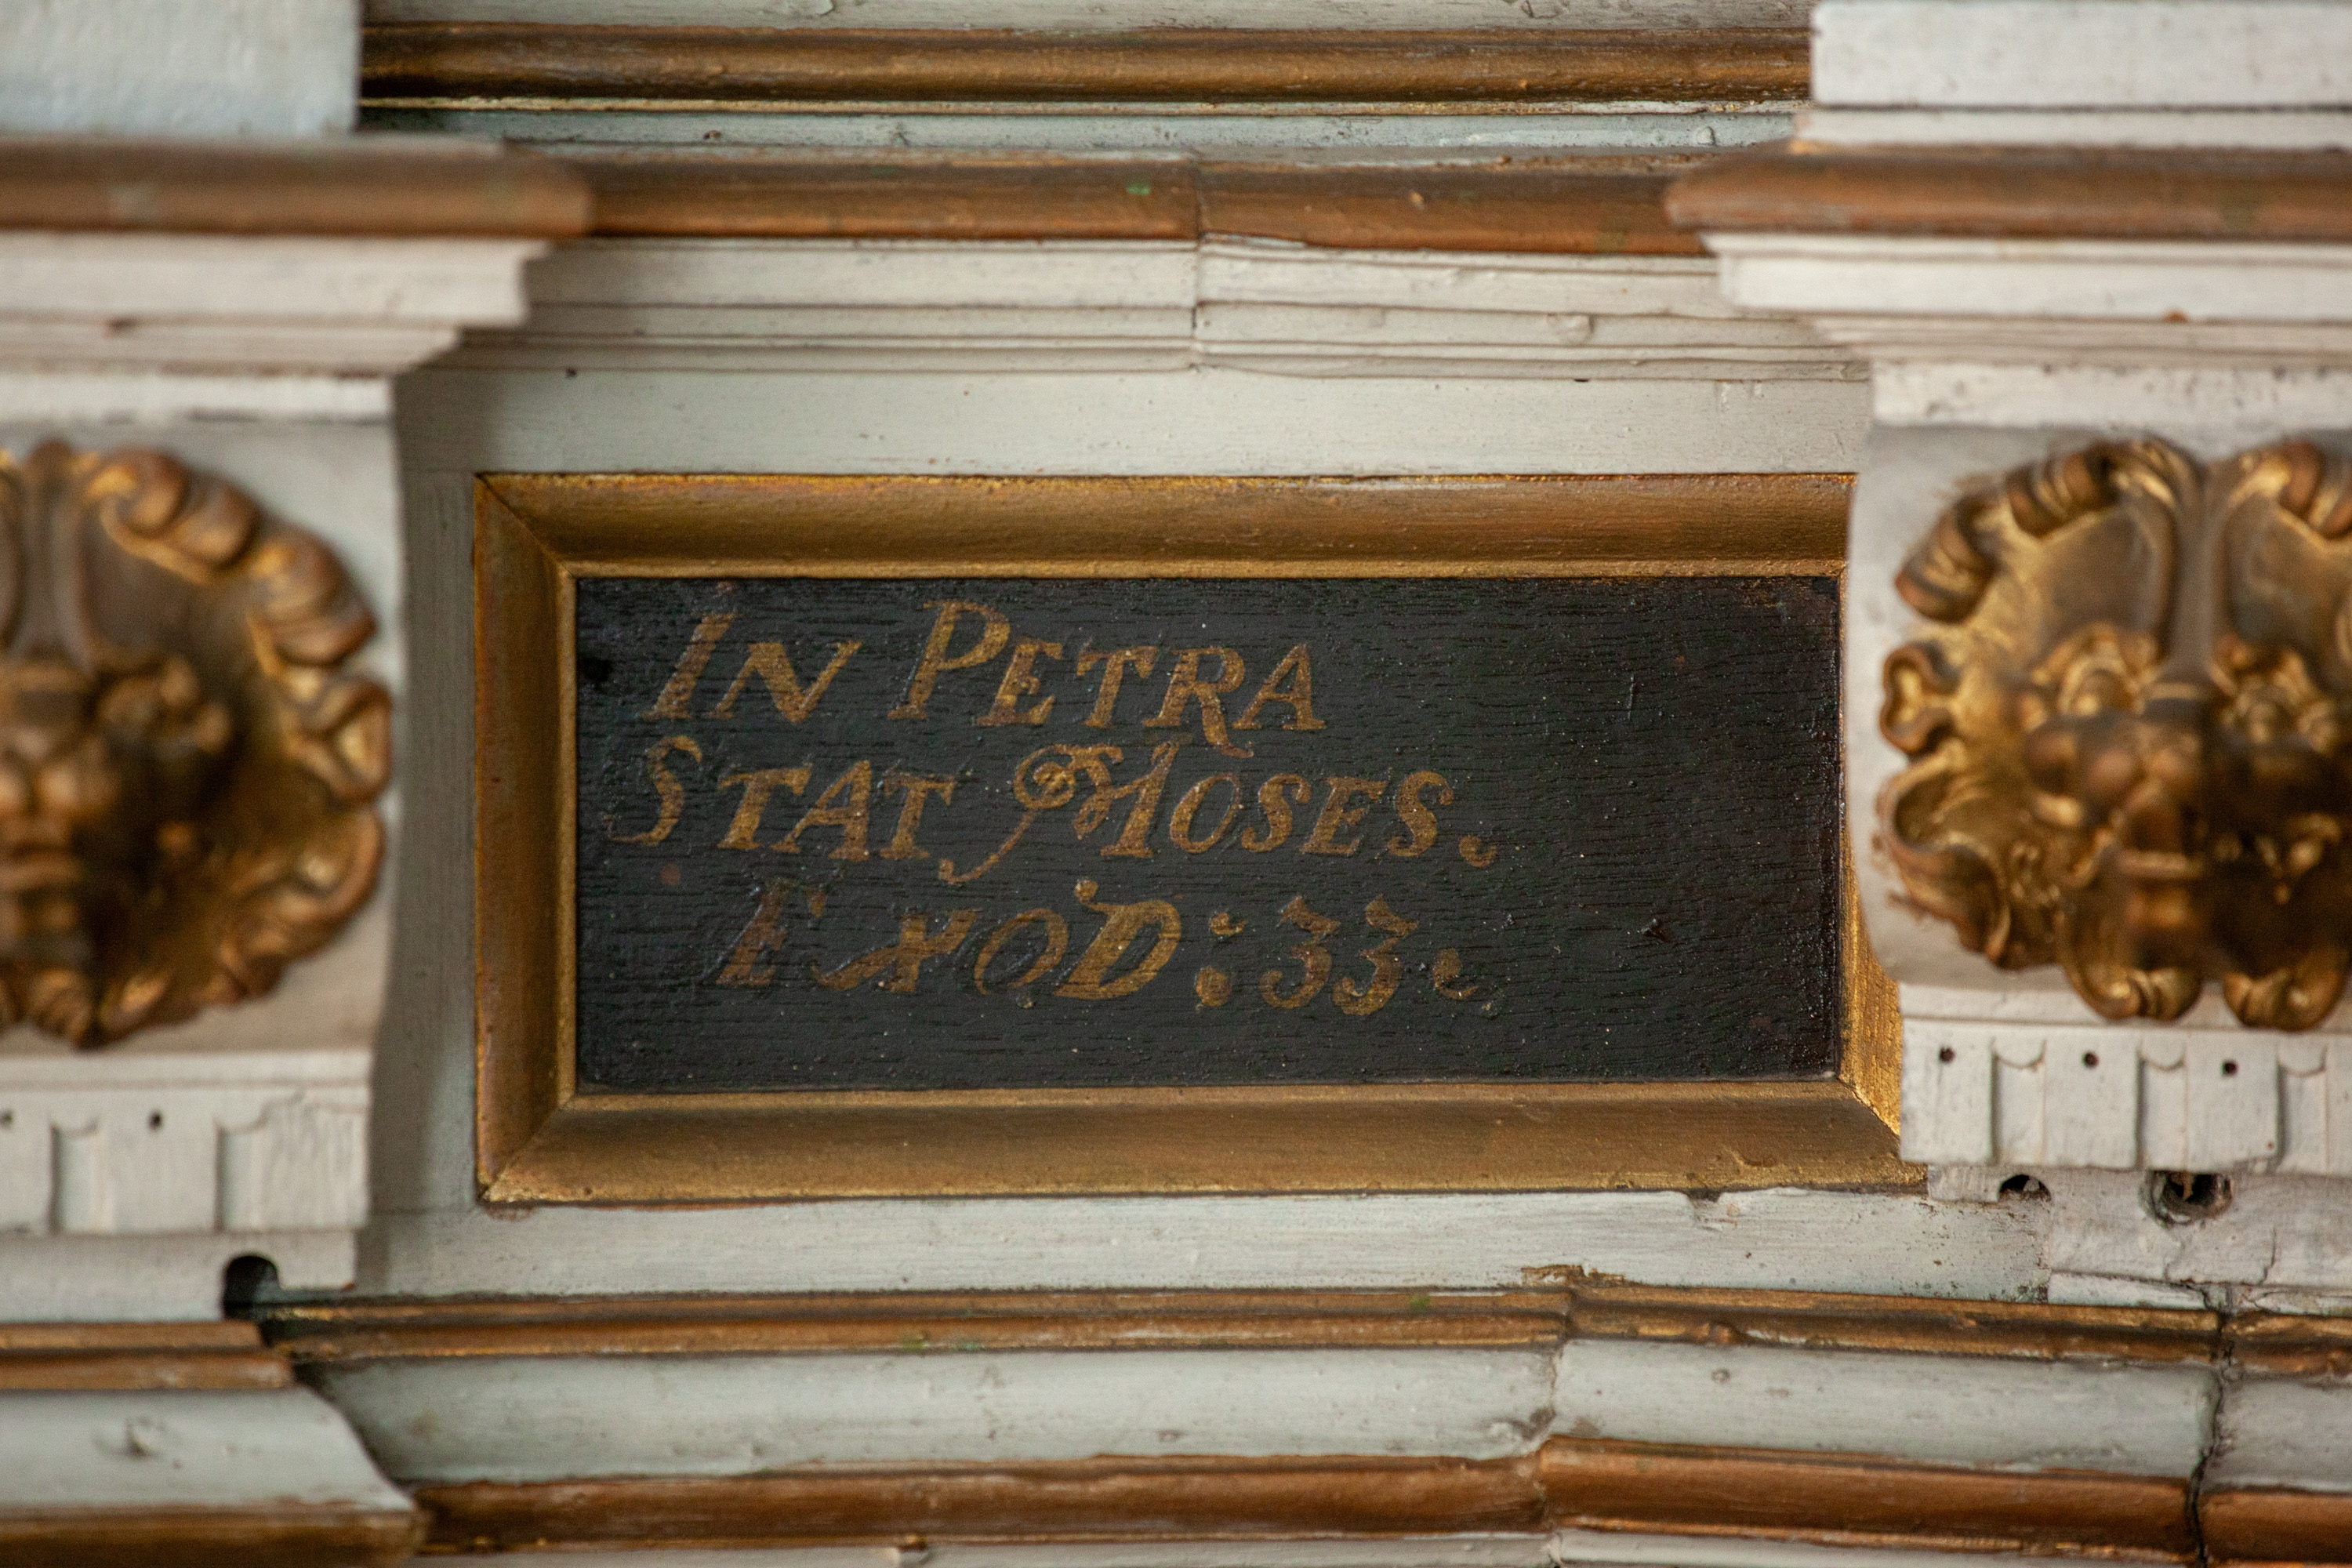 In Petra
Stat Moses.
Exod: 33.